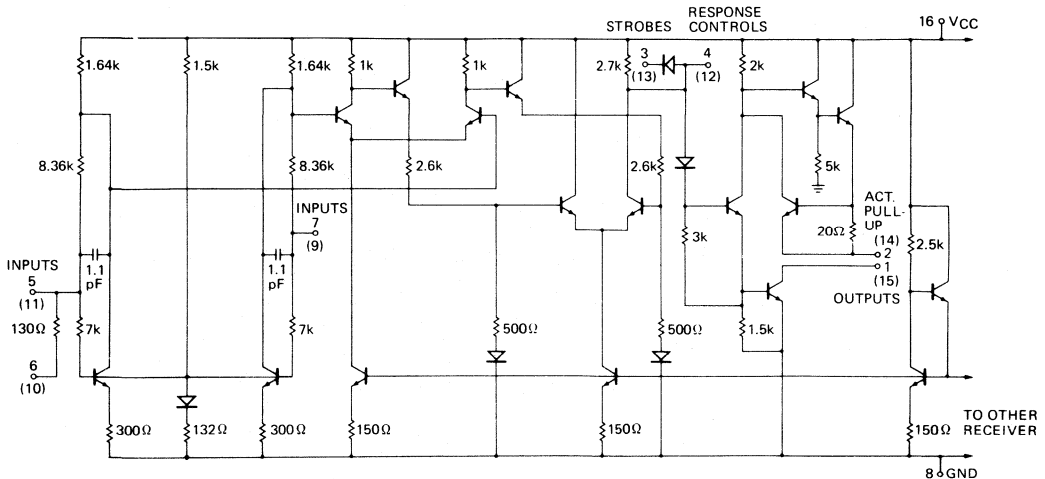 STROBES
RESPONSE
CONTROLS
16 VCC
3
4
(13)
(12)
1.64k
1.5k
1.64k
1k
1k
2.7k
2k
8.36k
8.36k
2.6k
2.6k
5k
INPUTS
7
(9)
ACT.
PULL-
UP
(14)
2
1
(15)
OUTPUTS
20Ω
2.5k
3k
1.1
pF
1.1
pF
INPUTS
5
(11)
130Ω
7k
7k
500Ω
500Ω
1.5k
6
(10)
300Ω
132Ω
300Ω
150Ω
150Ω
150Ω
TO OTHER
RECEIVER
8 GND